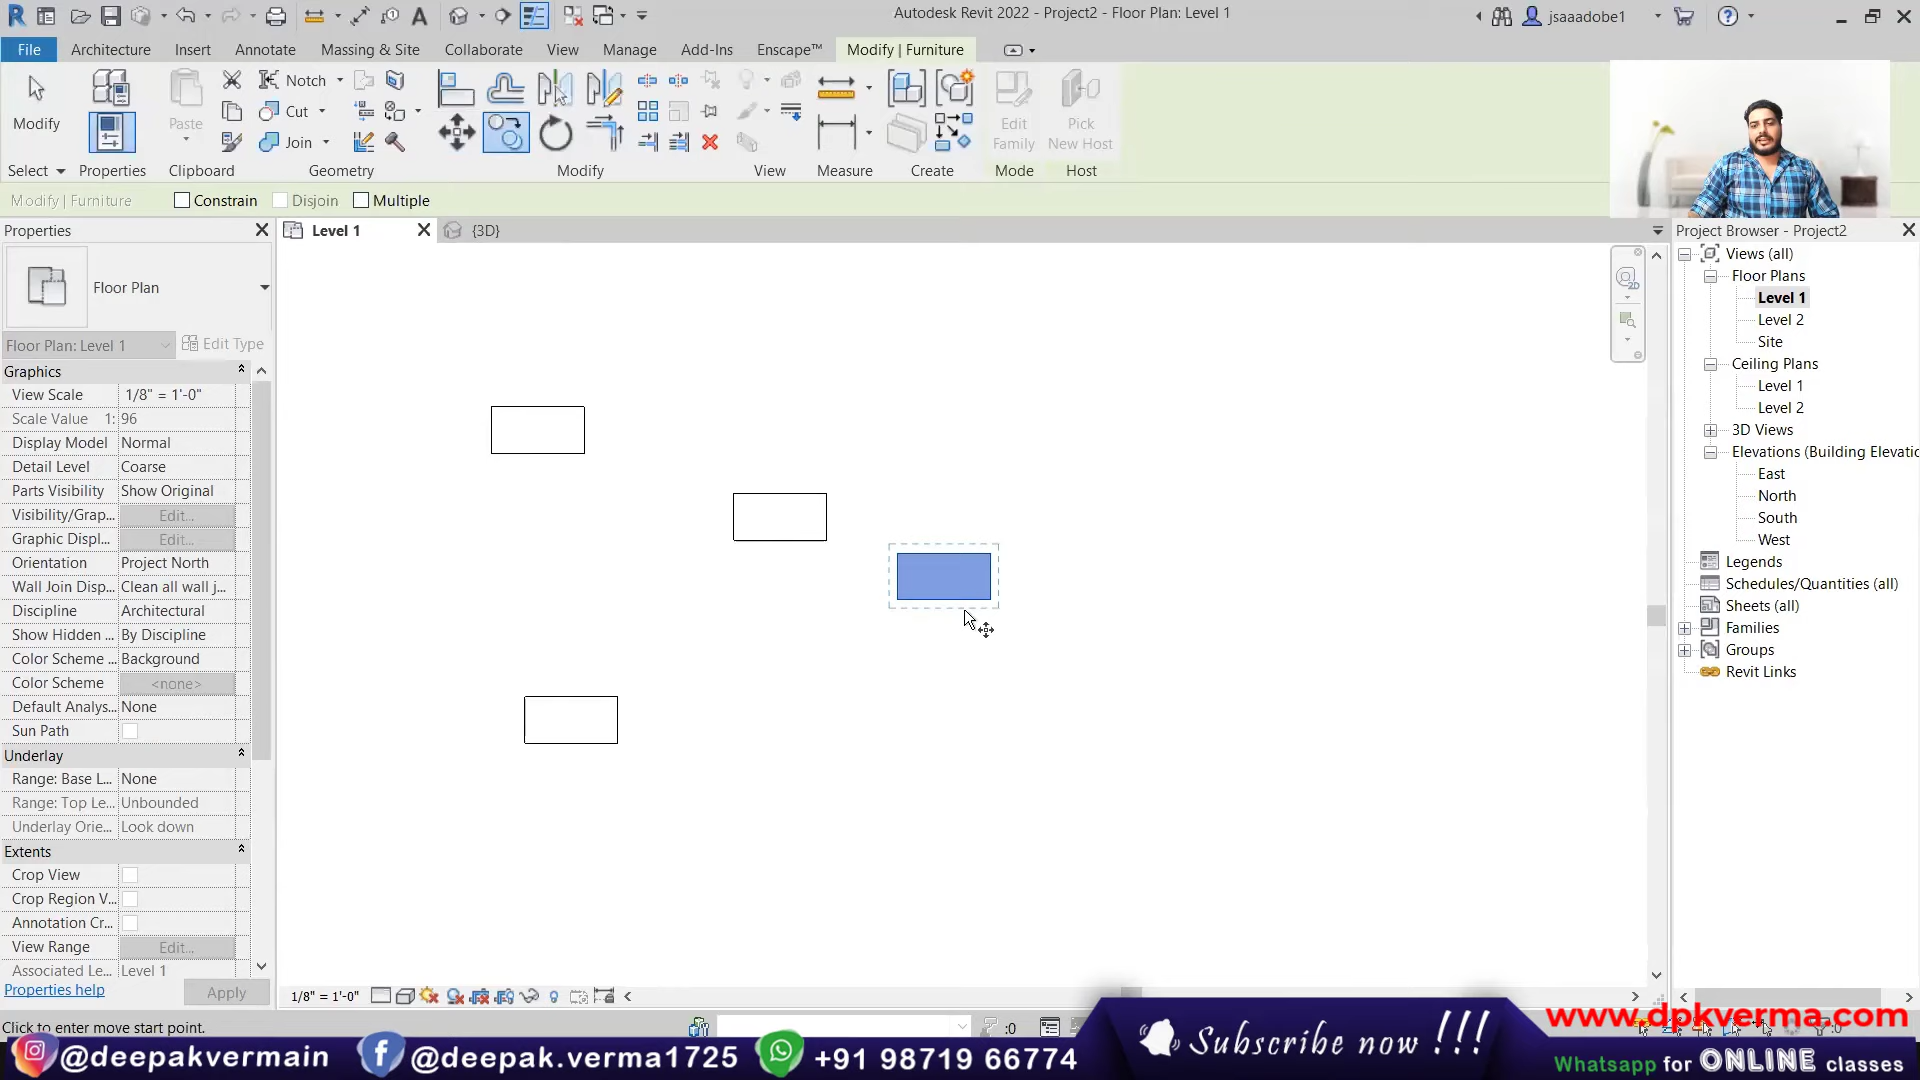 Autodesk Revit 2022 - Project2 - Floor Plan: Level 1
jsaaadobe1
File
Architecture
Insert
Annotate
Massing & Site
Collaborate
View
Manage
Add-Ins
Enscape™
Modify | Furniture
Modify
Paste
Notch
Cut
Join
Edit Family
Pick New Host
Select
Properties
Clipboard
Geometry
Modify
View
Measure
Create
Mode
Host
Modify | Furniture
Constrain
Disjoin
Multiple
Properties
Level 1
{3D}
Project Browser - Project2
Floor Plan
Floor Plan: Level 1
Edit Type
Graphics
View Scale 1/8" = 1'-0"
Scale Value 1: 96
Display Model Normal
Detail Level Coarse
Parts Visibility Show Original
Visibility/Grap... Edit...
Graphic Displ... Edit...
Orientation Project North
Wall Join Disp... Clean all wall j...
Discipline Architectural
Show Hidden ... By Discipline
Color Scheme ... Background
Color Scheme <none>
Default Analys... None
Sun Path
Underlay
Range: Base L... None
Range: Top Le... Unbounded
Underlay Orie... Look down
Extents
Crop View
Crop Region V...
Annotation Cr...
View Range Edit...
Associated Le... Level 1
Properties help
Apply
Views (all)
Floor Plans
Level 1
Level 2
Site
Ceiling Plans
Level 1
Level 2
3D Views
Elevations (Building Elevatic
East
North
South
West
Legends
Schedules/Quantities (all)
Sheets (all)
Families
Groups
Revit Links
2D
1/8" = 1'-0"
Click to enter move start point.
:0
:0
@deepakvermain
@deepak.verma1725
+91 98719 66774
Subscribe now !!!
www.dpkverma.com
Whatsapp for ONLINE classes